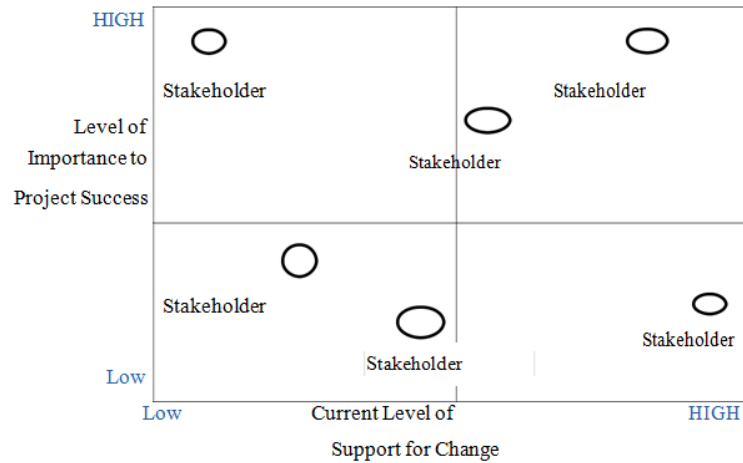 HIGH
Stakeholder
Stakeholder
Level of
Importance to
Project Success
Stakeholder
Stakeholder
Stakeholder
Stakeholder
Low
Low
Current Level of
HIGH
Support for Change